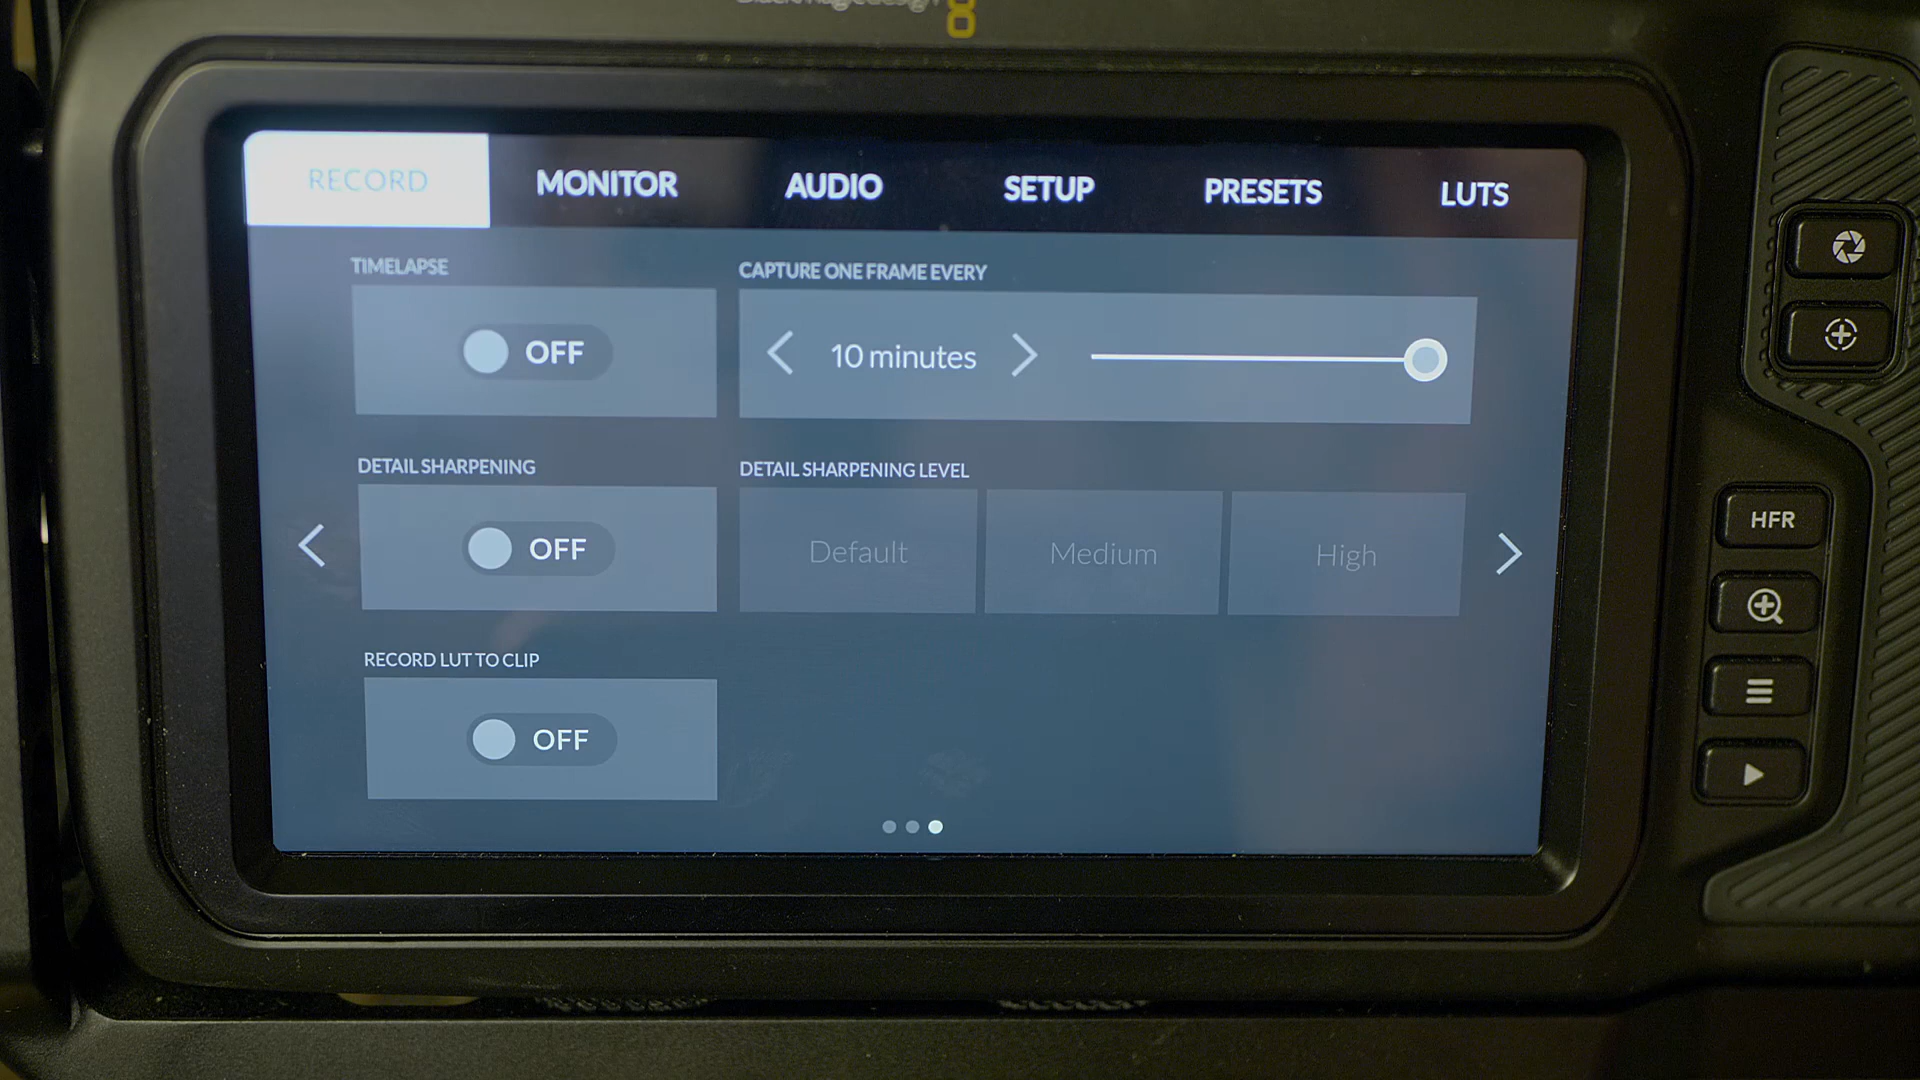 RECORD
MONITOR
AUDIO
SETUP
PRESETS
LUTS
TIMELAPSE
CAPTURE ONE FRAME EVERY
OFF
10 minutes
DETAIL SHARPENING
DETAIL SHARPENING LEVEL
OFF
Default
Medium
High
RECORD LUT TO CLIP
OFF
HFR